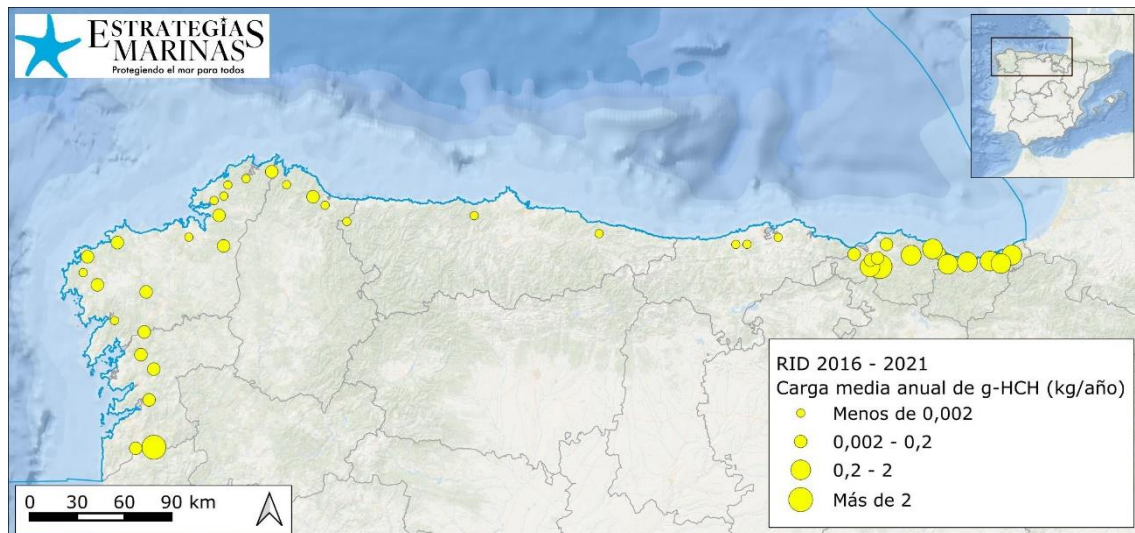 ESTRATEGIAS
MARINAS
Protegiendo el mar para todos
RID 2016 - 2021
Carga media anual de g-HCH (kg/año)
Menos de 0,002
0,002 - 0,2
0,2 - 2
Más de 2
0 30 60 90 km